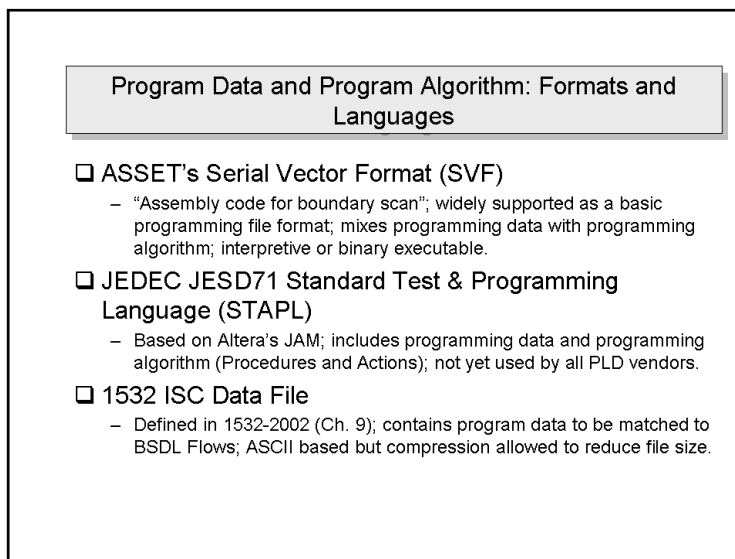 Program Data and Program Algorithm: Formats and
Languages
❑ ASSET’s Serial Vector Format (SVF)
– “Assembly code for boundary scan”; widely supported as a basic
programming file format; mixes programming data with programming
algorithm; interpretive or binary executable.
❑ JEDEC JESD71 Standard Test & Programming
Language (STAPL)
– Based on Altera’s JAM; includes programming data and programming
algorithm (Procedures and Actions); not yet used by all PLD vendors.
❑ 1532 ISC Data File
– Defined in 1532-2002 (Ch. 9); contains program data to be matched to
BSDL Flows; ASCII based but compression allowed to reduce file size.